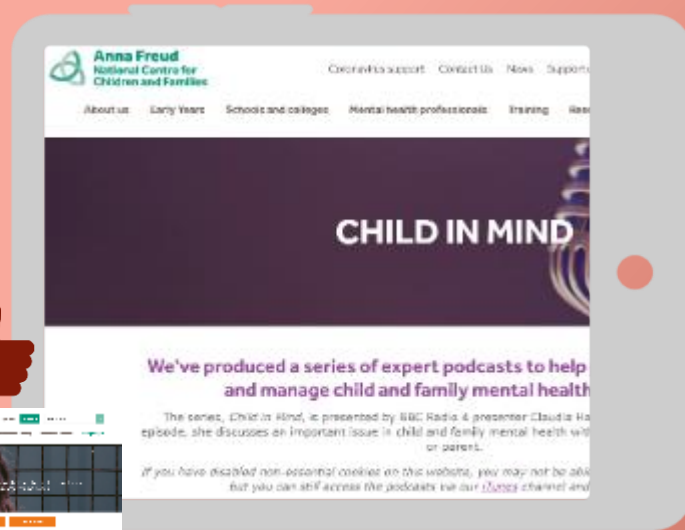 Anna Freud
National Centre for
Children and Families
Coronavirus support Contact Us News Support
About us Early Years Schools and colleges Mental health professionals Training
CHILD IN MIND
We've produced a series of expert podcasts to help
and manage child and family mental health
The series, Child in Mind, is presented by BBC Radio 4 presenter Claudia Ha
episode, she discusses an important issue in child and family mental health wit
or parent.
If you have disabled non-essential cookies on this website, you may not be abl
but you can still access the podcasts via our iTunes channel and